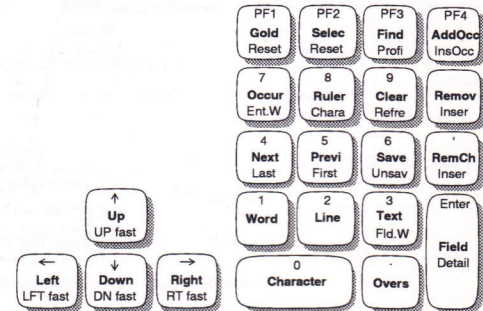 PF1 PF2 PF3 PF4
Gold Selec Find AddOcc
Reset Reset Profi InsOcc
7 8 9
Occur Ruler Clear Remov
Ent.W Chara Refre Inser
4 5 6 '
Next Previ Save RemCh
Last First Unsav Inser
↑ 1 2 3 Enter
Up Word Line Text
UP fast Fld.W Field
← ↓ → 0 . Detail
Left Down Right Character Overs
LFT fast DN fast RT fast